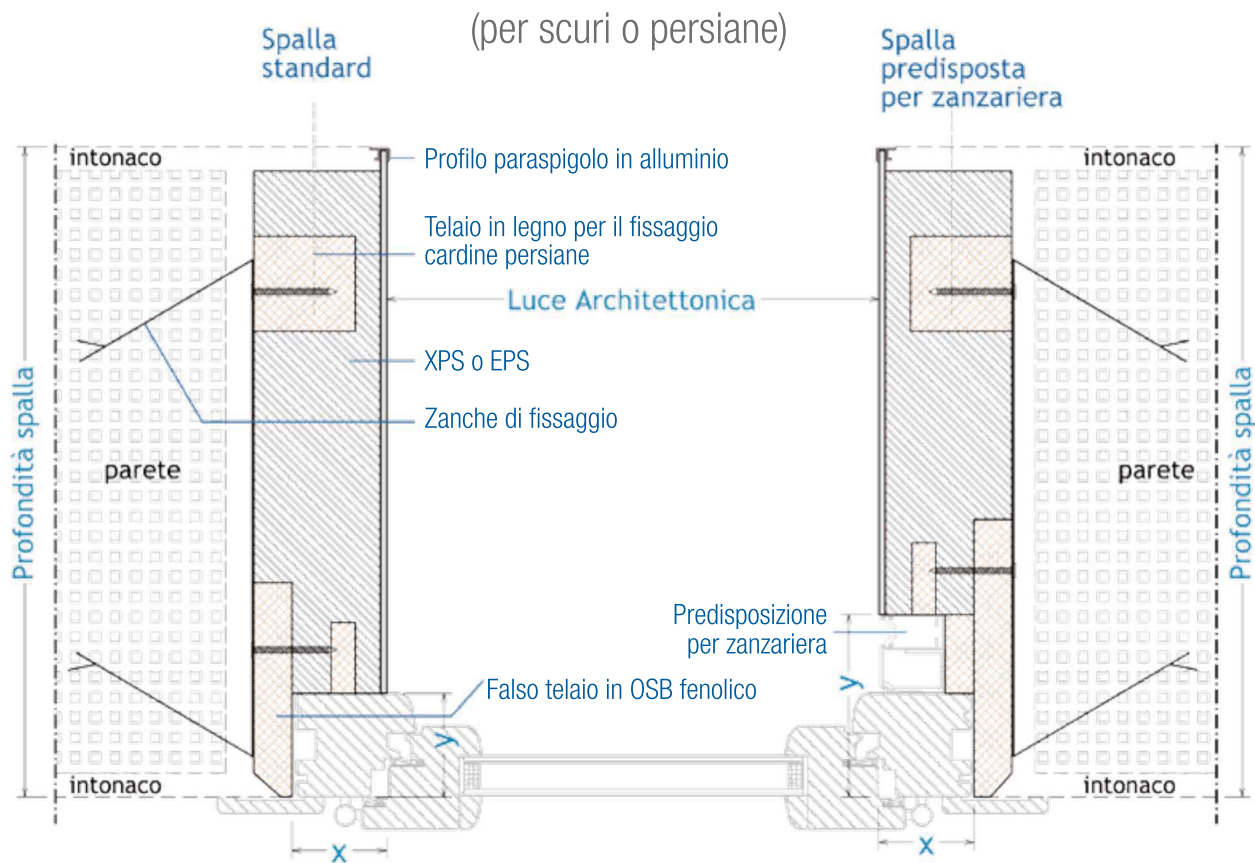 (per scuri o persiane)
Spalla
standard
Spalla
predisposta
per zanzariera
intonaco
Profilo paraspigolo in alluminio
intonaco
Telaio in legno per il fissaggio
cardine persiane
Luce Architettonica
XPS o EPS
Zanche di fissaggio
Profondità spalla
parete
parete
Profondità spalla
Predisposizione
per zanzariera
Falso telaio in OSB fenolico
y
y
intonaco
intonaco
x
x